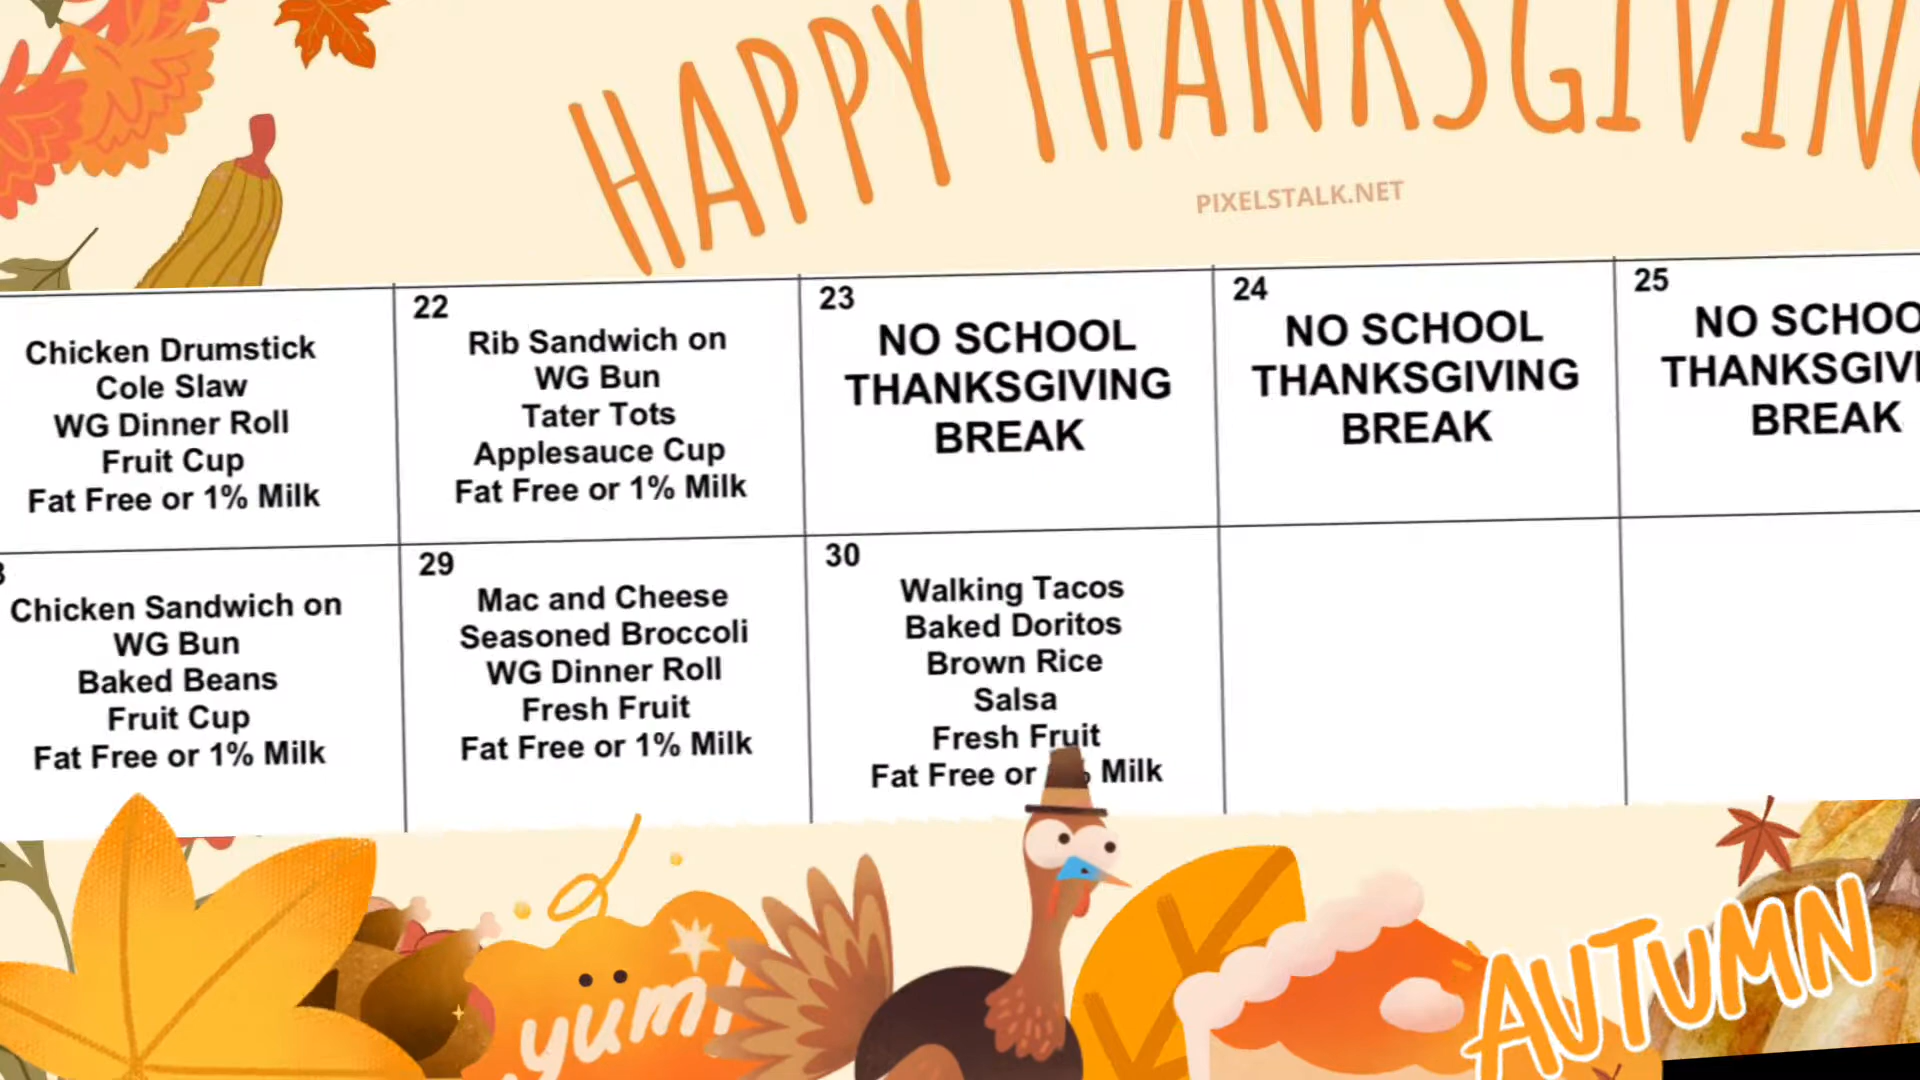 HAPPY THANKSGIVING
PIXELSTALK.NET
Chicken Drumstick
Cole Slaw
WG Dinner Roll
Fruit Cup
Fat Free or 1% Milk
22
Rib Sandwich on
WG Bun
Tater Tots
Applesauce Cup
Fat Free or 1% Milk
23
NO SCHOOL
THANKSGIVING
BREAK
24
NO SCHOOL
THANKSGIVING
BREAK
25
NO SCHOO
THANKSGIVI
BREAK
Chicken Sandwich on
WG Bun
Baked Beans
Fruit Cup
Fat Free or 1% Milk
29
Mac and Cheese
Seasoned Broccoli
WG Dinner Roll
Fresh Fruit
Fat Free or 1% Milk
30
Walking Tacos
Baked Doritos
Brown Rice
Salsa
Fresh Fruit
Fat Free or Milk
yum!
AUTUMN